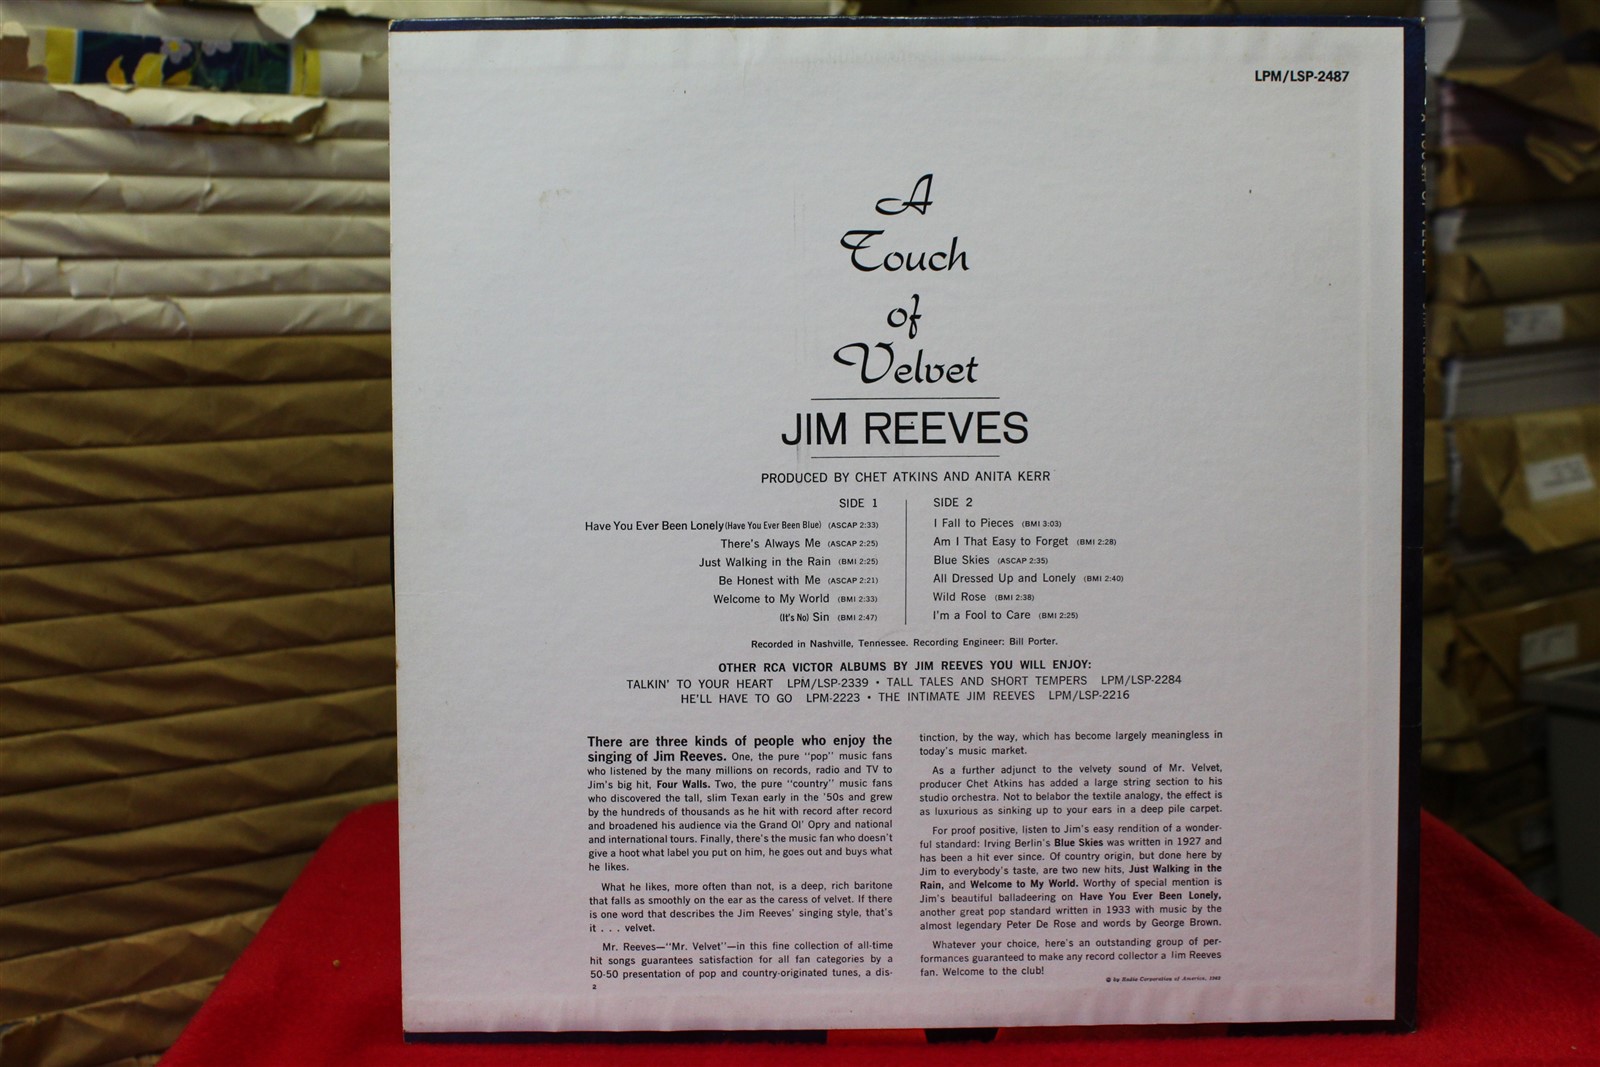 LPM/LSP-2487
A
Touch
of
Velvet
JIM REEVES
PRODUCED BY CHET ATKINS AND ANITA KERR
SIDE 1
Have You Ever Been Lonely (Have You Ever Been Blue) (ASCAP 2:33)
There's Always Me (ASCAP 2:25)
Just Walking in the Rain (BMI 2:25)
Be Honest with Me (ASCAP 2:21)
Welcome to My World (BMI 2:33)
(It's No) Sin (BMI 2:47)
SIDE 2
I Fall to Pieces (BMI 3:03)
Am I That Easy to Forget (BMI 2:28)
Blue Skies (ASCAP 2:35)
All Dressed Up and Lonely (BMI 2:40)
Wild Rose (BMI 2:38)
I'm a Fool to Care (BMI 2:25)
Recorded in Nashville, Tennessee. Recording Engineer: Bill Porter.
OTHER RCA VICTOR ALBUMS BY JIM REEVES YOU WILL ENJOY:
TALKIN' TO YOUR HEART LPM/LSP-2339 • TALL TALES AND SHORT TEMPERS LPM/LSP-2284
HE'LL HAVE TO GO LPM-2223 • THE INTIMATE JIM REEVES LPM/LSP-2216
There are three kinds of people who enjoy the
singing of Jim Reeves. One, the pure "pop" music fans
who listened by the many millions on records, radio and TV to
Jim's big hit, Four Walls. Two, the pure "country" music fans
who discovered the tall, slim Texan early in the '50s and grew
by the hundreds of thousands as he hit with record after record
and broadened his audience via the Grand Ol' Opry and national
and international tours. Finally, there's the music fan who doesn't
give a hoot what label you put on him, he goes out and buys what
he likes.
What he likes, more often than not, is a deep, rich baritone
that falls as smoothly on the ear as the caress of velvet. If there
is one word that describes the Jim Reeves' singing style, that's
it . . . velvet.
Mr. Reeves—"Mr. Velvet"—in this fine collection of all-time
hit songs guarantees satisfaction for all fan categories by a
50-50 presentation of pop and country-originated tunes, a dis-
2
tinction, by the way, which has become largely meaningless in
today's music market.
As a further adjunct to the velvety sound of Mr. Velvet,
producer Chet Atkins has added a large string section to his
studio orchestra. Not to belabor the textile analogy, the effect is
as luxurious as sinking up to your ears in a deep pile carpet.
For proof positive, listen to Jim's easy rendition of a wonder-
ful standard: Irving Berlin's Blue Skies was written in 1927 and
has been a hit ever since. Of country origin, but done here by
Jim to everybody's taste, are two new hits, Just Walking in the
Rain, and Welcome to My World. Worthy of special mention is
Jim's beautiful balladeering on Have You Ever Been Lonely,
another great pop standard written in 1933 with music by the
almost legendary Peter De Rose and words by George Brown.
Whatever your choice, here's an outstanding group of per-
formances guaranteed to make any record collector a Jim Reeves
fan. Welcome to the club!
© by Radio Corporation of America, 1962